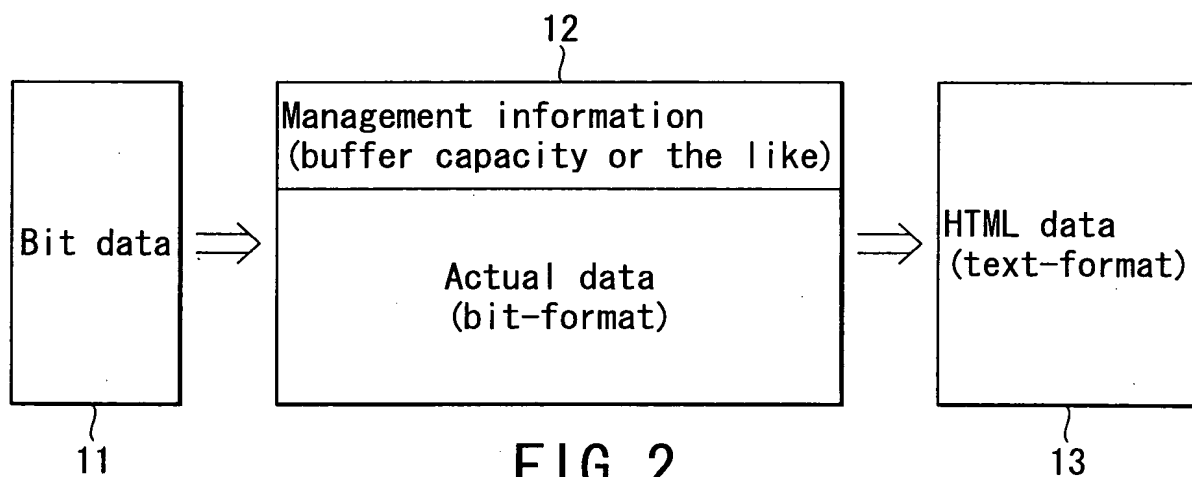 12
Management information
(buffer capacity or the like)
Bit data
Actual data
(bit-format)
HTML data
(text-format)
11
13
FIG. 2